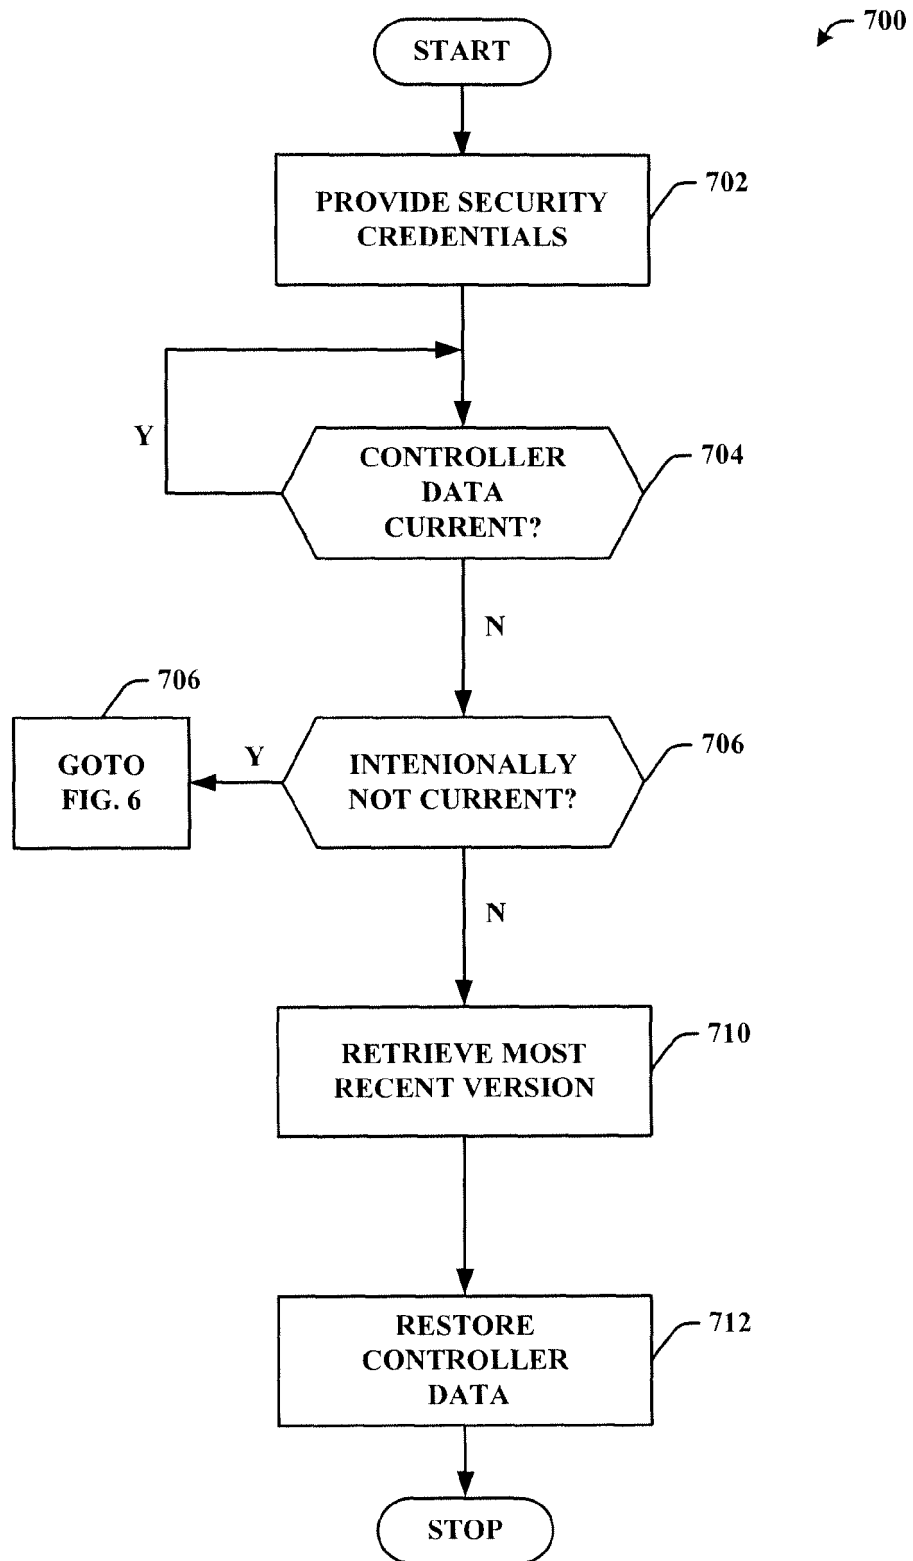 700
START
PROVIDE SECURITY
CREDENTIALS
702
Y
CONTROLLER
DATA
CURRENT?
704
N
706
GOTO
FIG. 6
Y
INTENIONALLY
NOT CURRENT?
706
N
RETRIEVE MOST
RECENT VERSION
710
RESTORE
CONTROLLER
DATA
712
STOP